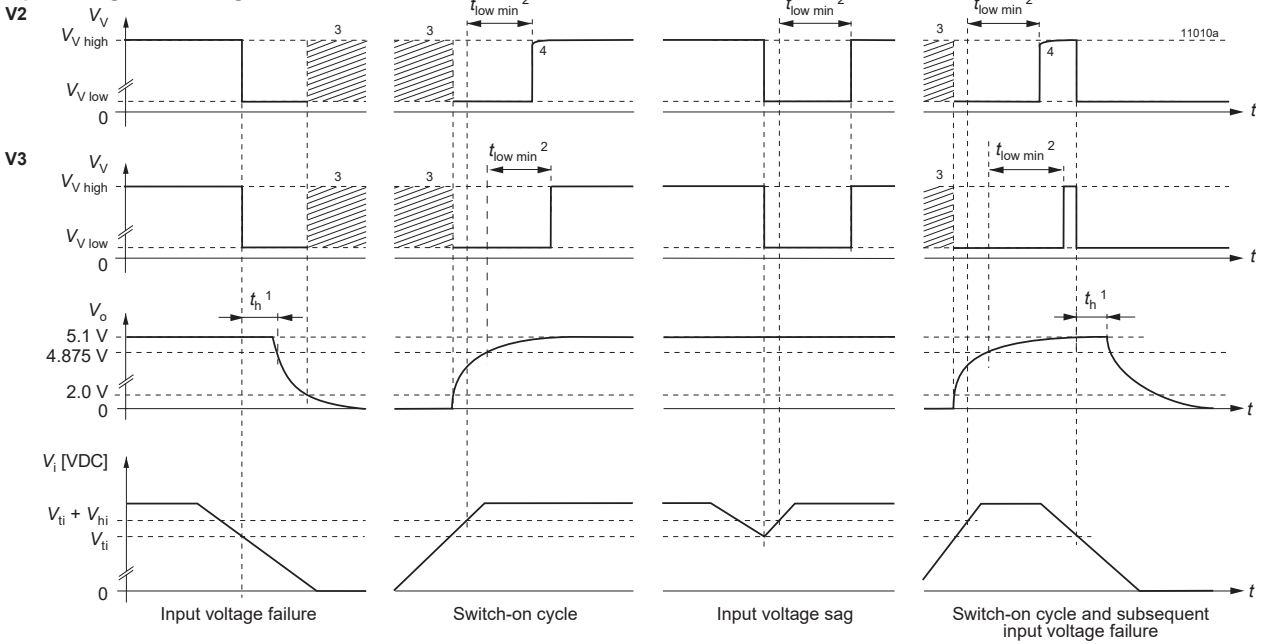 V2
V_V
V_V high
V_V low
0
3
3
t_low min 2
4
t_low min 2
3
t_low min 2
4
11010a
t
V3
V_V
V_V high
V_V low
0
3
3
t_low min 2
3
t_low min 2
t
V_o
5.1 V
4.875 V
2.0 V
0
t_h 1
t_h 1
t
V_i [VDC]
V_ti + V_hi
V_ti
0
t
Input voltage failure
Switch-on cycle
Input voltage sag
Switch-on cycle and subsequent
input voltage failure